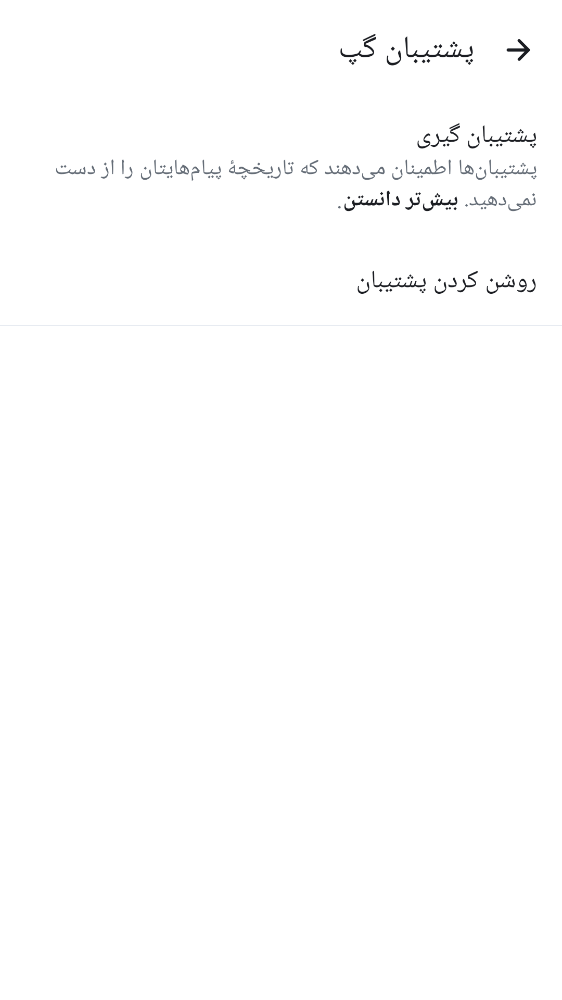 پشتیبان گپ
پشتیبان گیری
پشتیبان‌ها اطمینان می‌دهند که تاریخچهٔ پیام‌هایتان را از دست
نمی‌دهید. بیش‌تر دانستن.
روشن کردن پشتیبان